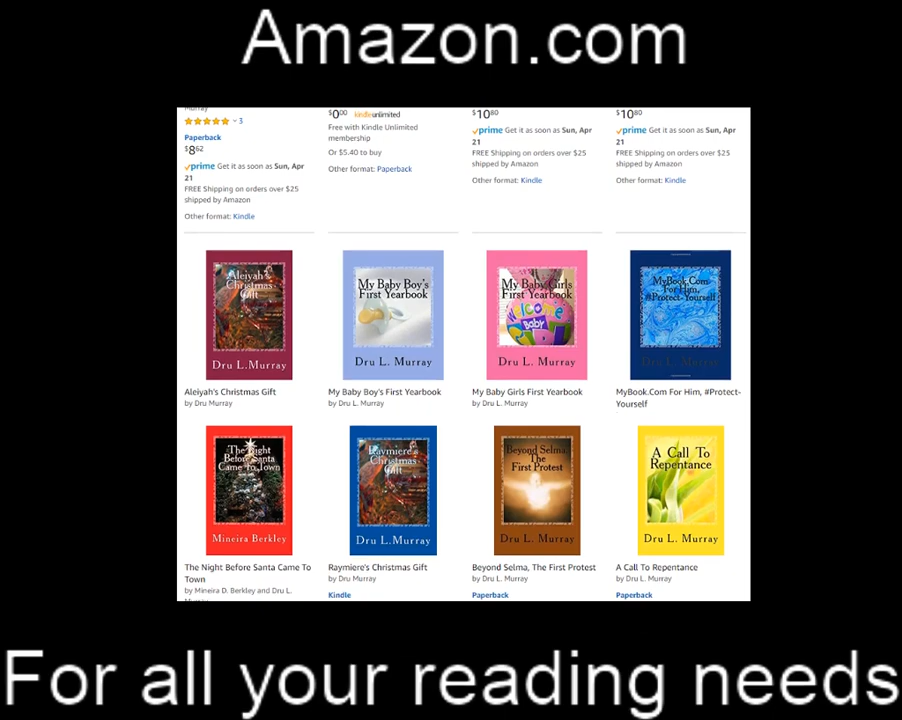 Amazon.com
Murray
3
Paperback
$8.62
prime Get it as soon as Sun, Apr
21
FREE Shipping on orders over $25
shipped by Amazon
Other format: Kindle
$0.00 kindleunlimited
Free with Kindle Unlimited
membership
Or $5.40 to buy
Other format: Paperback
$10.80
prime Get it as soon as Sun, Apr
21
FREE Shipping on orders over $25
shipped by Amazon
Other format: Kindle
$10.80
prime Get it as soon as Sun, Apr
21
FREE Shipping on orders over $25
shipped by Amazon
Other format: Kindle
Aleiyah's
Christmas
Gift
Dru L.Murray
Aleiyah's Christmas Gift
by Dru Murray
My Baby Boy's
First Yearbook
Dru L. Murray
My Baby Boy's First Yearbook
by Dru L. Murray
My Baby Girls
First Yearbook
Welcome
Baby
Girl
Dru L. Murray
My Baby Girls First Yearbook
by Dru L. Murray
MyBook.Com
For Him,
#Protect-Yourself
Dru L. Murray
MyBook.Com For Him, #Protect-
Yourself
The Night
Before Santa
Came To Town
Mineira Berkley
The Night Before Santa Came To
Town
by Mineira D. Berkley and Dru L.
Murray
Raymiere's
Christmas
Gift
Dru L.Murray
Raymiere's Christmas Gift
by Dru Murray
Kindle
Beyond Selma,
The
First Protest
Dru L. Murray
Beyond Selma, The First Protest
by Dru L. Murray
Paperback
A Call To
Repentance
Dru L. Murray
A Call To Repentance
by Dru L. Murray
Paperback
For all your reading needs